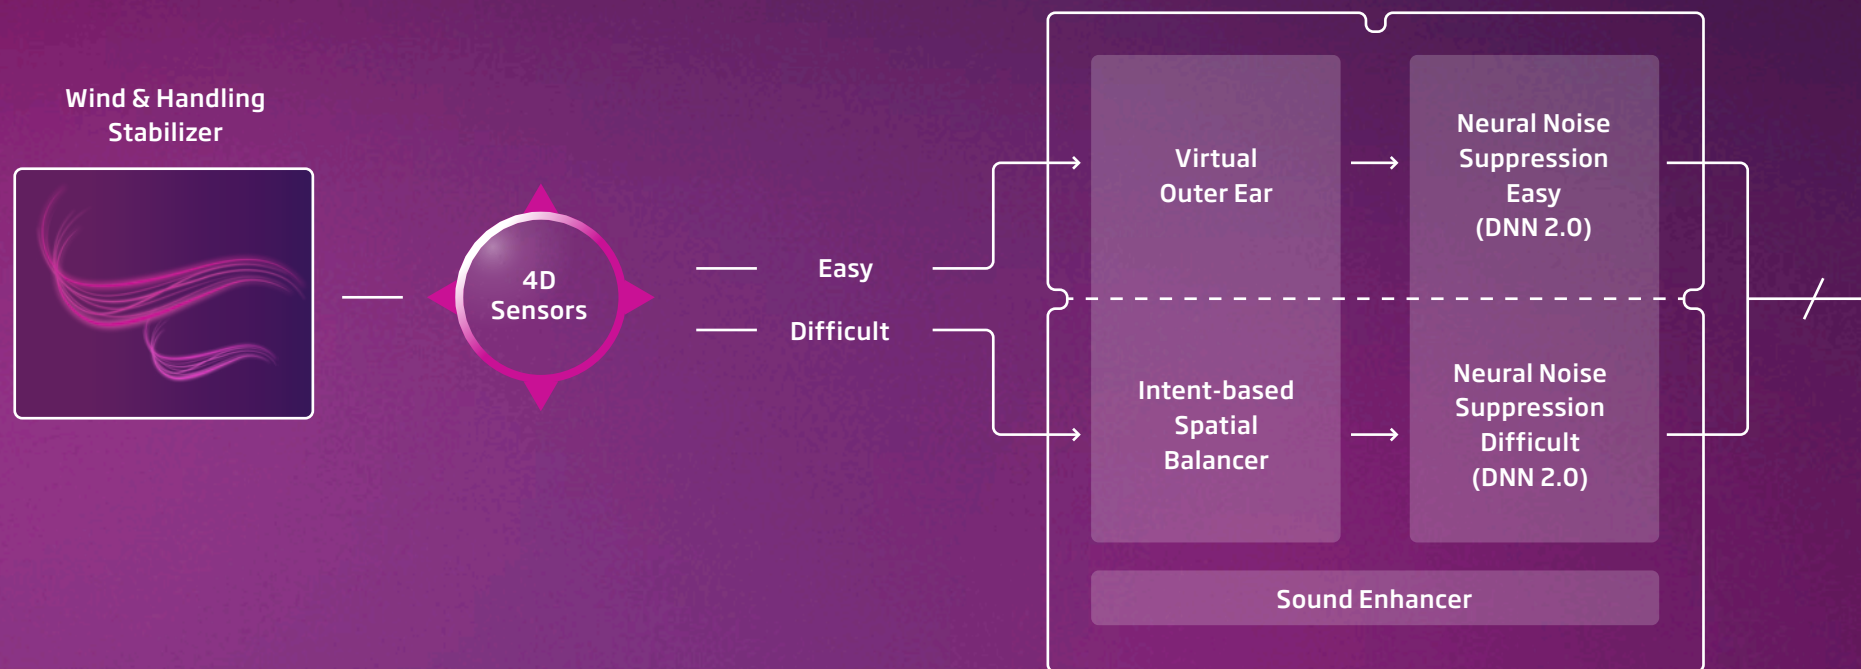 Wind & Handling
Stabilizer
4D
Sensors
Easy
Difficult
Virtual
Outer Ear
Neural Noise
Suppression
Easy
(DNN 2.0)
Intent-based
Spatial
Balancer
Neural Noise
Suppression
Difficult
(DNN 2.0)
Sound Enhancer